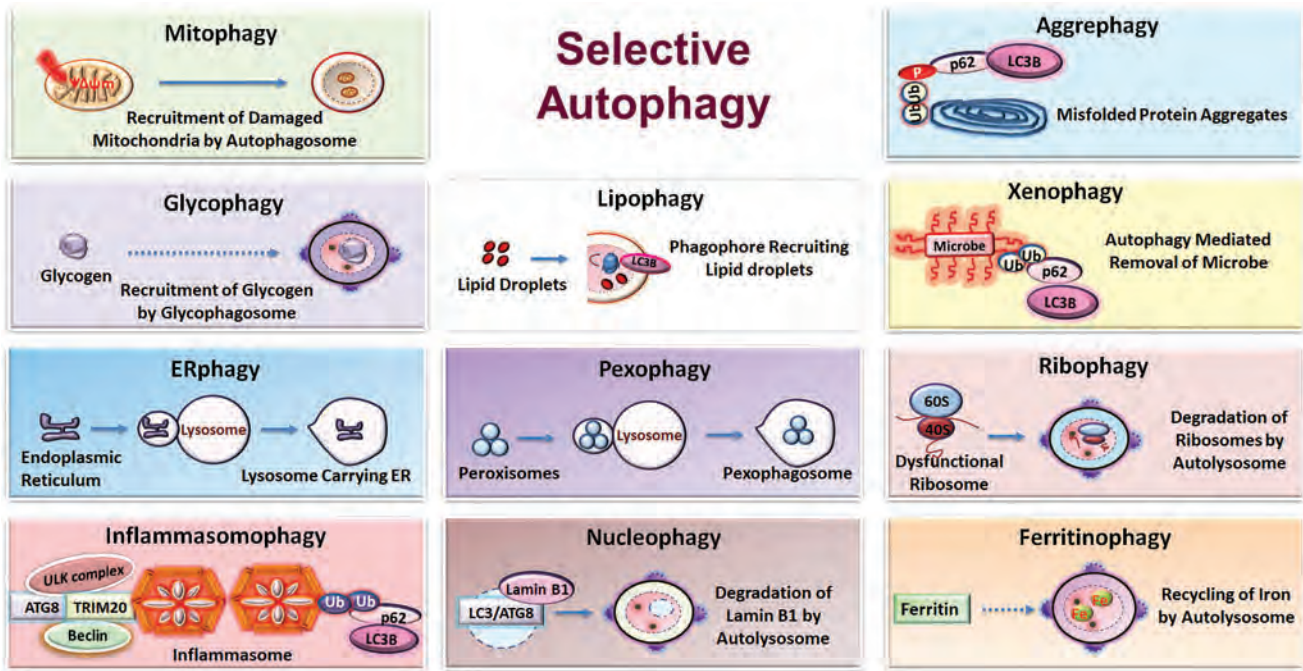 Mitophagy
ΨΔψm
Recruitment of Damaged
Mitochondria by Autophagosome
Selective
Autophagy
Aggrephagy
P
p62
LC3B
Ub
Ub
Misfolded Protein Aggregates
Glycophagy
Glycogen
Recruitment of Glycogen
by Glycophagosome
Lipophagy
Lipid Droplets
LC3B
Phagophore Recruiting
Lipid droplets
Xenophagy
Microbe
Ub
Ub
p62
LC3B
Autophagy Mediated
Removal of Microbe
ERphagy
Endoplasmic
Reticulum
Lysosome
Lysosome Carrying ER
Pexophagy
Peroxisomes
Lysosome
Pexophagosome
Ribophagy
60S
40S
Dysfunctional
Ribosome
Degradation of
Ribosomes by
Autolysosome
Inflammasomophagy
ULK complex
ATG8
TRIM20
Beclin
Inflammasome
Ub
Ub
p62
LC3B
Nucleophagy
Lamin B1
LC3/ATG8
Degradation of
Lamin B1 by
Autolysosome
Ferritinophagy
Ferritin
Fe
Fe
Recycling of Iron
by Autolysosome